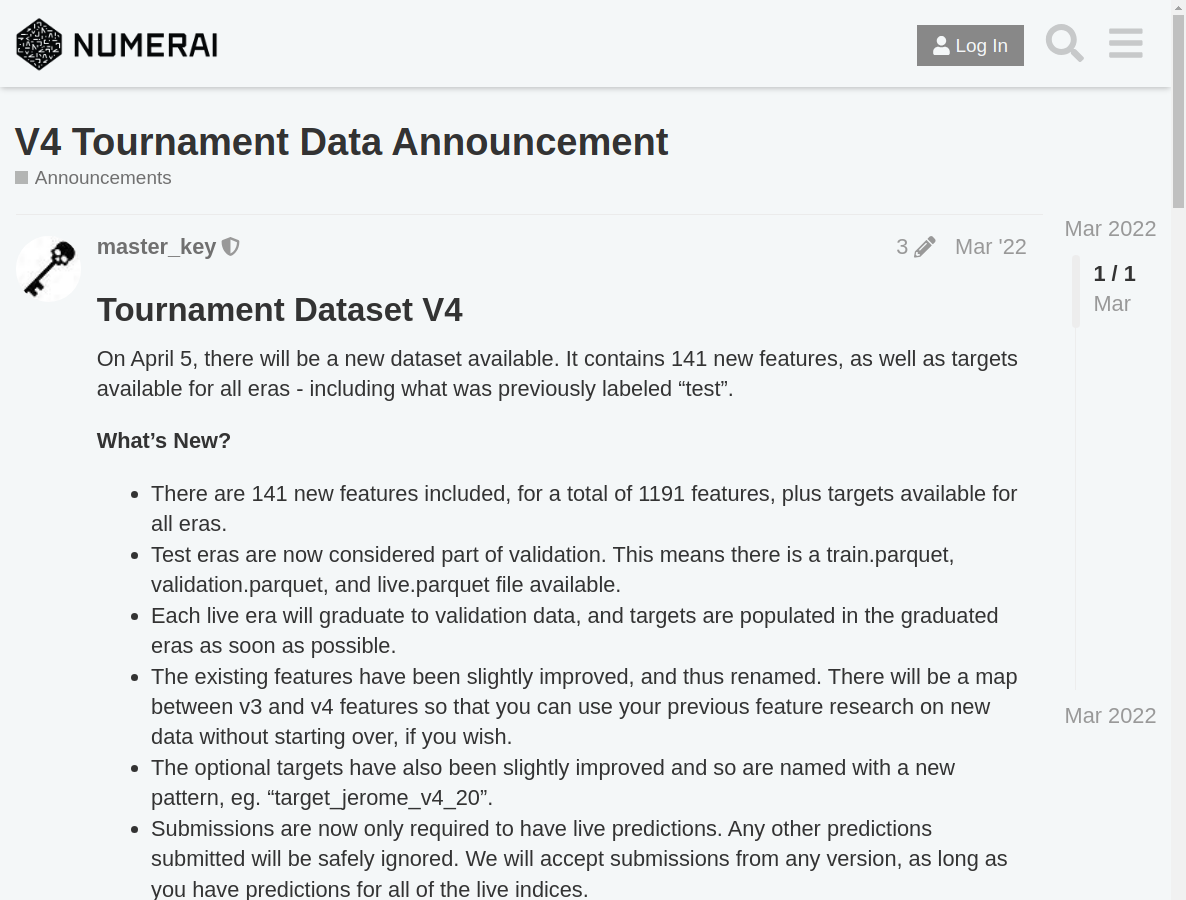 NUMERAI
Log In
V4 Tournament Data Announcement
Announcements
master_key
3
Mar '22
Mar 2022
1 / 1
Mar
Tournament Dataset V4
On April 5, there will be a new dataset available. It contains 141 new features, as well as targets
available for all eras - including what was previously labeled “test”.
What’s New?
There are 141 new features included, for a total of 1191 features, plus targets available for
all eras.
Test eras are now considered part of validation. This means there is a train.parquet,
validation.parquet, and live.parquet file available.
Each live era will graduate to validation data, and targets are populated in the graduated
eras as soon as possible.
The existing features have been slightly improved, and thus renamed. There will be a map
between v3 and v4 features so that you can use your previous feature research on new
data without starting over, if you wish.
The optional targets have also been slightly improved and so are named with a new
pattern, eg. “target_jerome_v4_20”.
Submissions are now only required to have live predictions. Any other predictions
submitted will be safely ignored. We will accept submissions from any version, as long as
you have predictions for all of the live indices.
Mar 2022